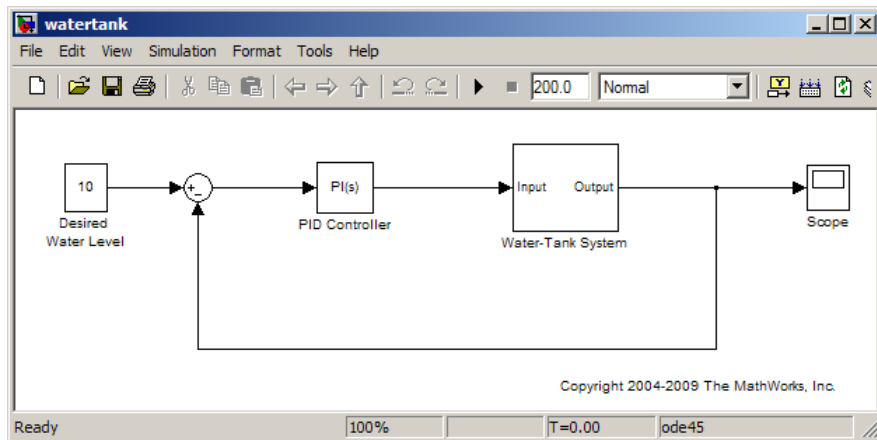 watertank
File Edit View Simulation Format Tools Help
200.0 Normal
10
+
-
PI(s)
Input Output
Desired
Water Level
PID Controller
Water-Tank System
Scope
Copyright 2004-2009 The MathWorks, Inc.
Ready 100% T=0.00 ode45